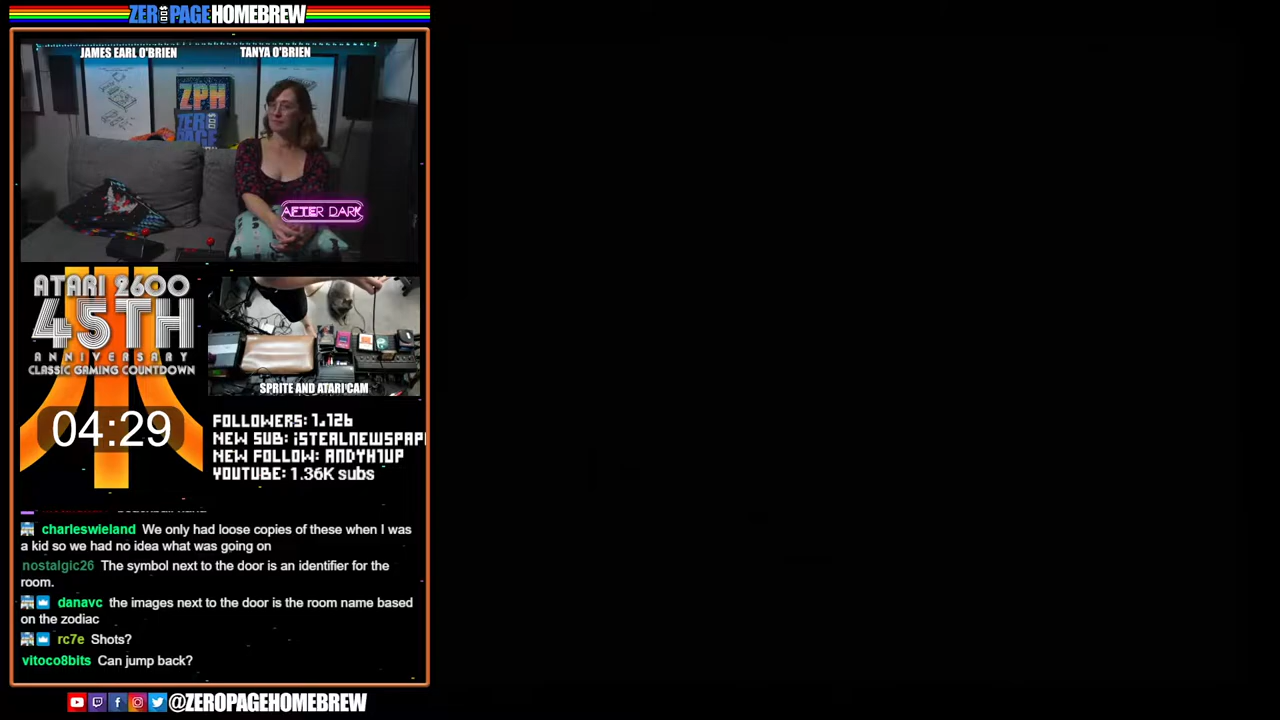 ZEROPAGEHOMEBREW
JAMES EARL O'BRIEN
TANYA O'BRIEN
ZPH
ZERO
PAGE
AFTER DARK
ATARI 2600
45TH
ANNIVERSARY
CLASSIC GAMING COUNTDOWN
04:29
SPRITE AND ATARI CAM
FOLLOWERS: 1,126
NEW SUB: iSTEALNEWSPAP
NEW FOLLOW: ANDYH1UP
YOUTUBE: 1.36K subs
charleswieland We only had loose copies of these when I was
a kid so we had no idea what was going on
nostalgic26 The symbol next to the door is an identifier for the
room.
danavc the images next to the door is the room name based
on the zodiac
rc7e Shots?
vitoco8bits Can jump back?
@ZEROPAGEHOMEBREW